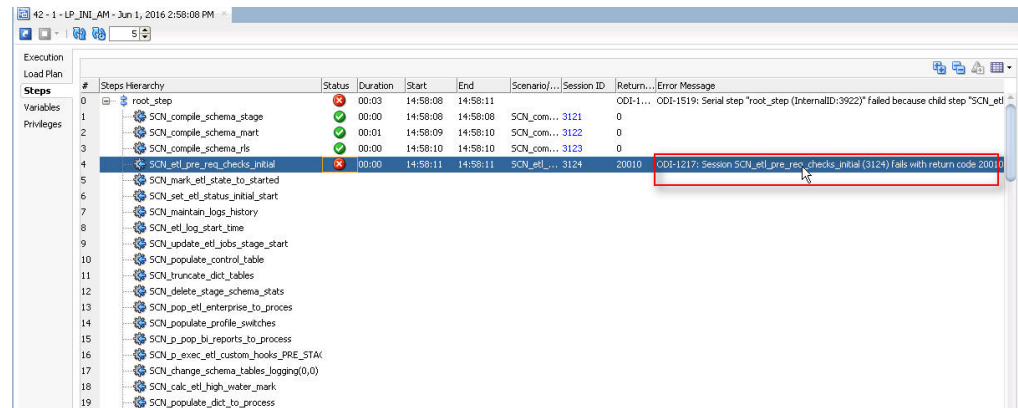 42 - 1 - LP_INI_AM - Jun 1, 2016 2:58:08 PM
5
Execution
Load Plan
Steps
Variables
Privileges
# Steps Hierarchy Status Duration Start End Scenario/... Session ID Return... Error Message
0 root_step 00:03 14:58:08 14:58:11 ODI-1... ODI-1519: Serial step "root_step (InternalID:3922)" failed because child step "SCN_etl
1 SCN_compile_schema_stage 00:00 14:58:08 14:58:08 SCN_com... 3121 0
2 SCN_compile_schema_mart 00:01 14:58:09 14:58:10 SCN_com... 3122 0
3 SCN_compile_schema_rls 00:00 14:58:10 14:58:10 SCN_com... 3123 0
4 SCN_etl_pre_req_checks_initial 00:00 14:58:11 14:58:11 SCN_etl_... 3124 20010 ODI-1217: Session SCN_etl_pre_req_checks_initial (3124) fails with return code 20010
5 SCN_mark_etl_state_to_started
6 SCN_set_etl_status_initial_start
7 SCN_maintain_logs_history
8 SCN_etl_log_start_time
9 SCN_update_etl_jobs_stage_start
10 SCN_populate_control_table
11 SCN_truncate_dict_tables
12 SCN_delete_stage_schema_stats
13 SCN_pop_etl_enterprise_to_proces
14 SCN_populate_profile_switches
15 SCN_p_pop_bi_reports_to_process
16 SCN_p_exec_etl_custom_hooks_PRE_STA(
17 SCN_change_schema_tables_logging(0,0)
18 SCN_calc_etl_high_water_mark
19 SCN_populate_dict_to_process